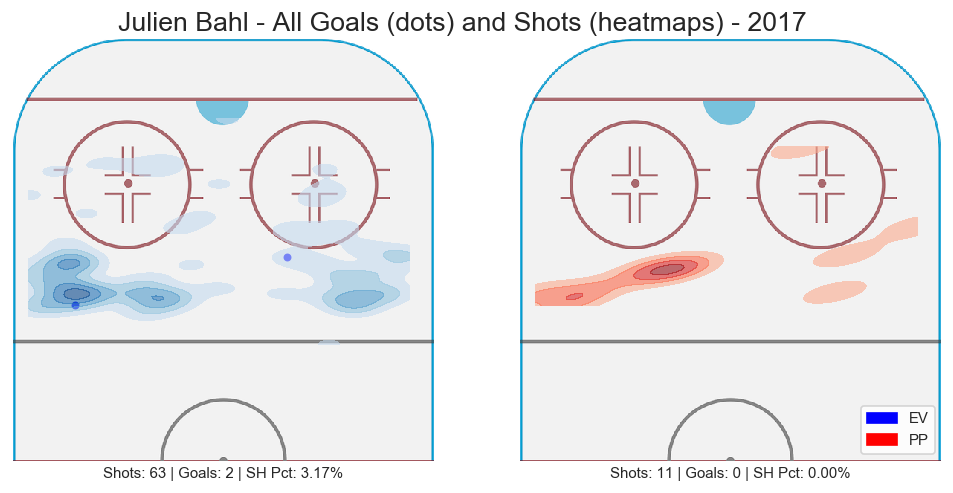 Julien Bahl - All Goals (dots) and Shots (heatmaps) - 2017
EV
PP
Shots: 63 | Goals: 2 | SH Pct: 3.17%
Shots: 11 | Goals: 0 | SH Pct: 0.00%